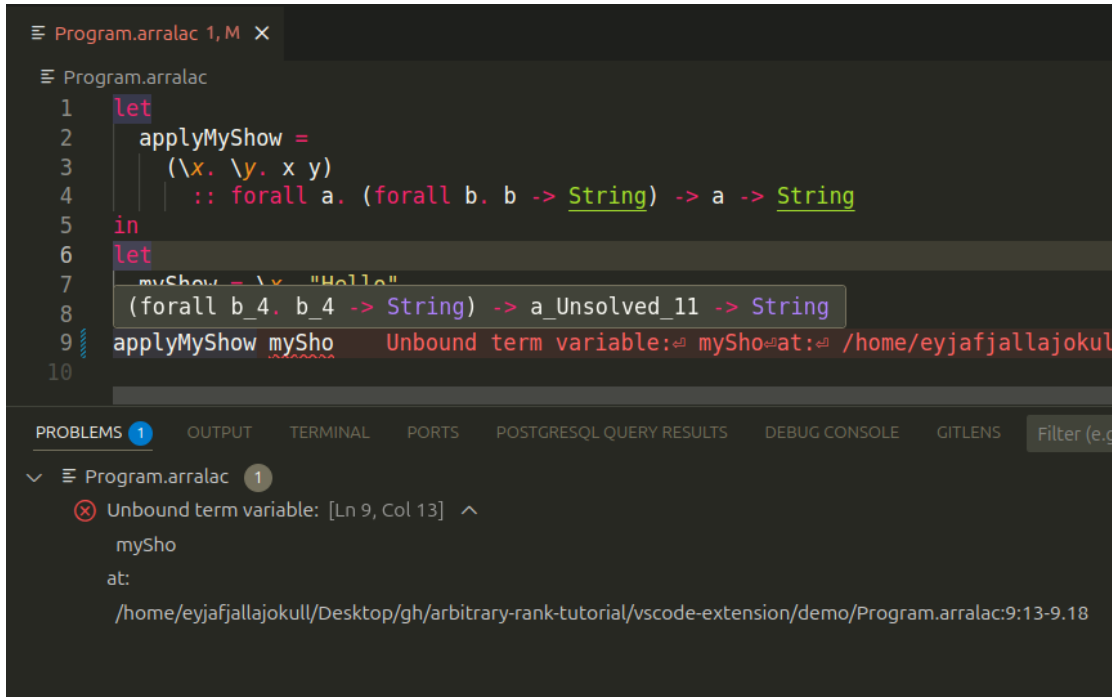 Program.arralac 1, M
Program.arralac
1 let
2 applyMyShow =
3 (\x. \y. x y)
4 :: forall a. (forall b. b -> String) -> a -> String
5 in
6 let
7 myShow = \x. "Hello"
(forall b_4. b_4 -> String) -> a_Unsolved_11 -> String
8
9 applyMyShow mySho Unbound term variable:⏎ mySho⏎at:⏎ /home/eyjafjallajokul
10
PROBLEMS 1 OUTPUT TERMINAL PORTS POSTGRESQL QUERY RESULTS DEBUG CONSOLE GITLENS Filter (e.g
Program.arralac 1
Unbound term variable: [Ln 9, Col 13]
mySho
at:
/home/eyjafjallajokull/Desktop/gh/arbitrary-rank-tutorial/vscode-extension/demo/Program.arralac:9:13-9.18